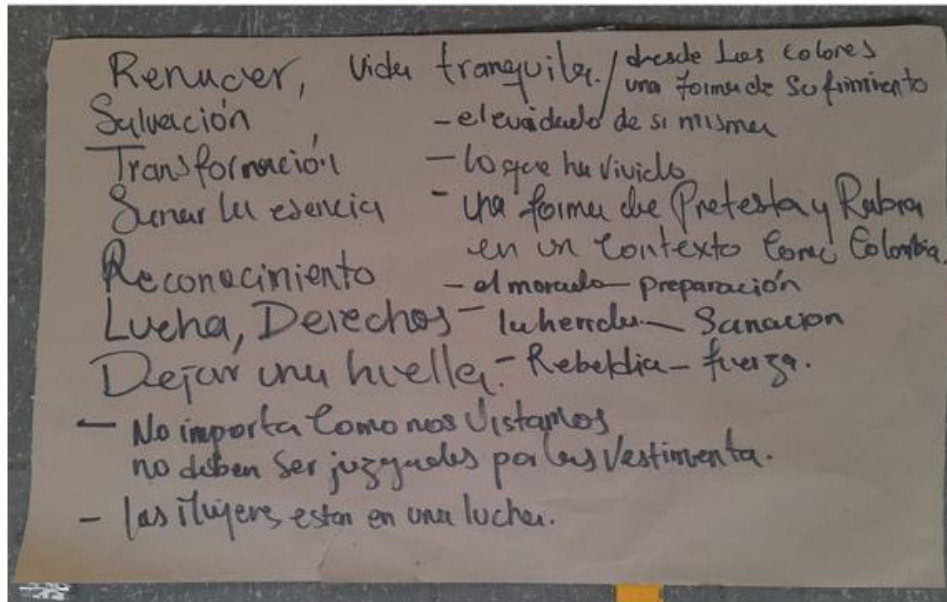 Renacer, vida tranquila. / desde los colores
una forma de sufrimiento
Salvación - el cuidado de si misma
Transformación - lo que ha vivido
Sanar la esencia - una forma de Protesta y Rabia
en un contexto como Colombia.
Reconocimiento - el morado - preparación
Lucha, Derechos - la herida - Sanacion
Dejar una huella. - Rebeldia - fuerza.
- No importa como nos vistamos
no deben ser juzgades por las vestimenta.
- las Mujeres estan en una lucha.